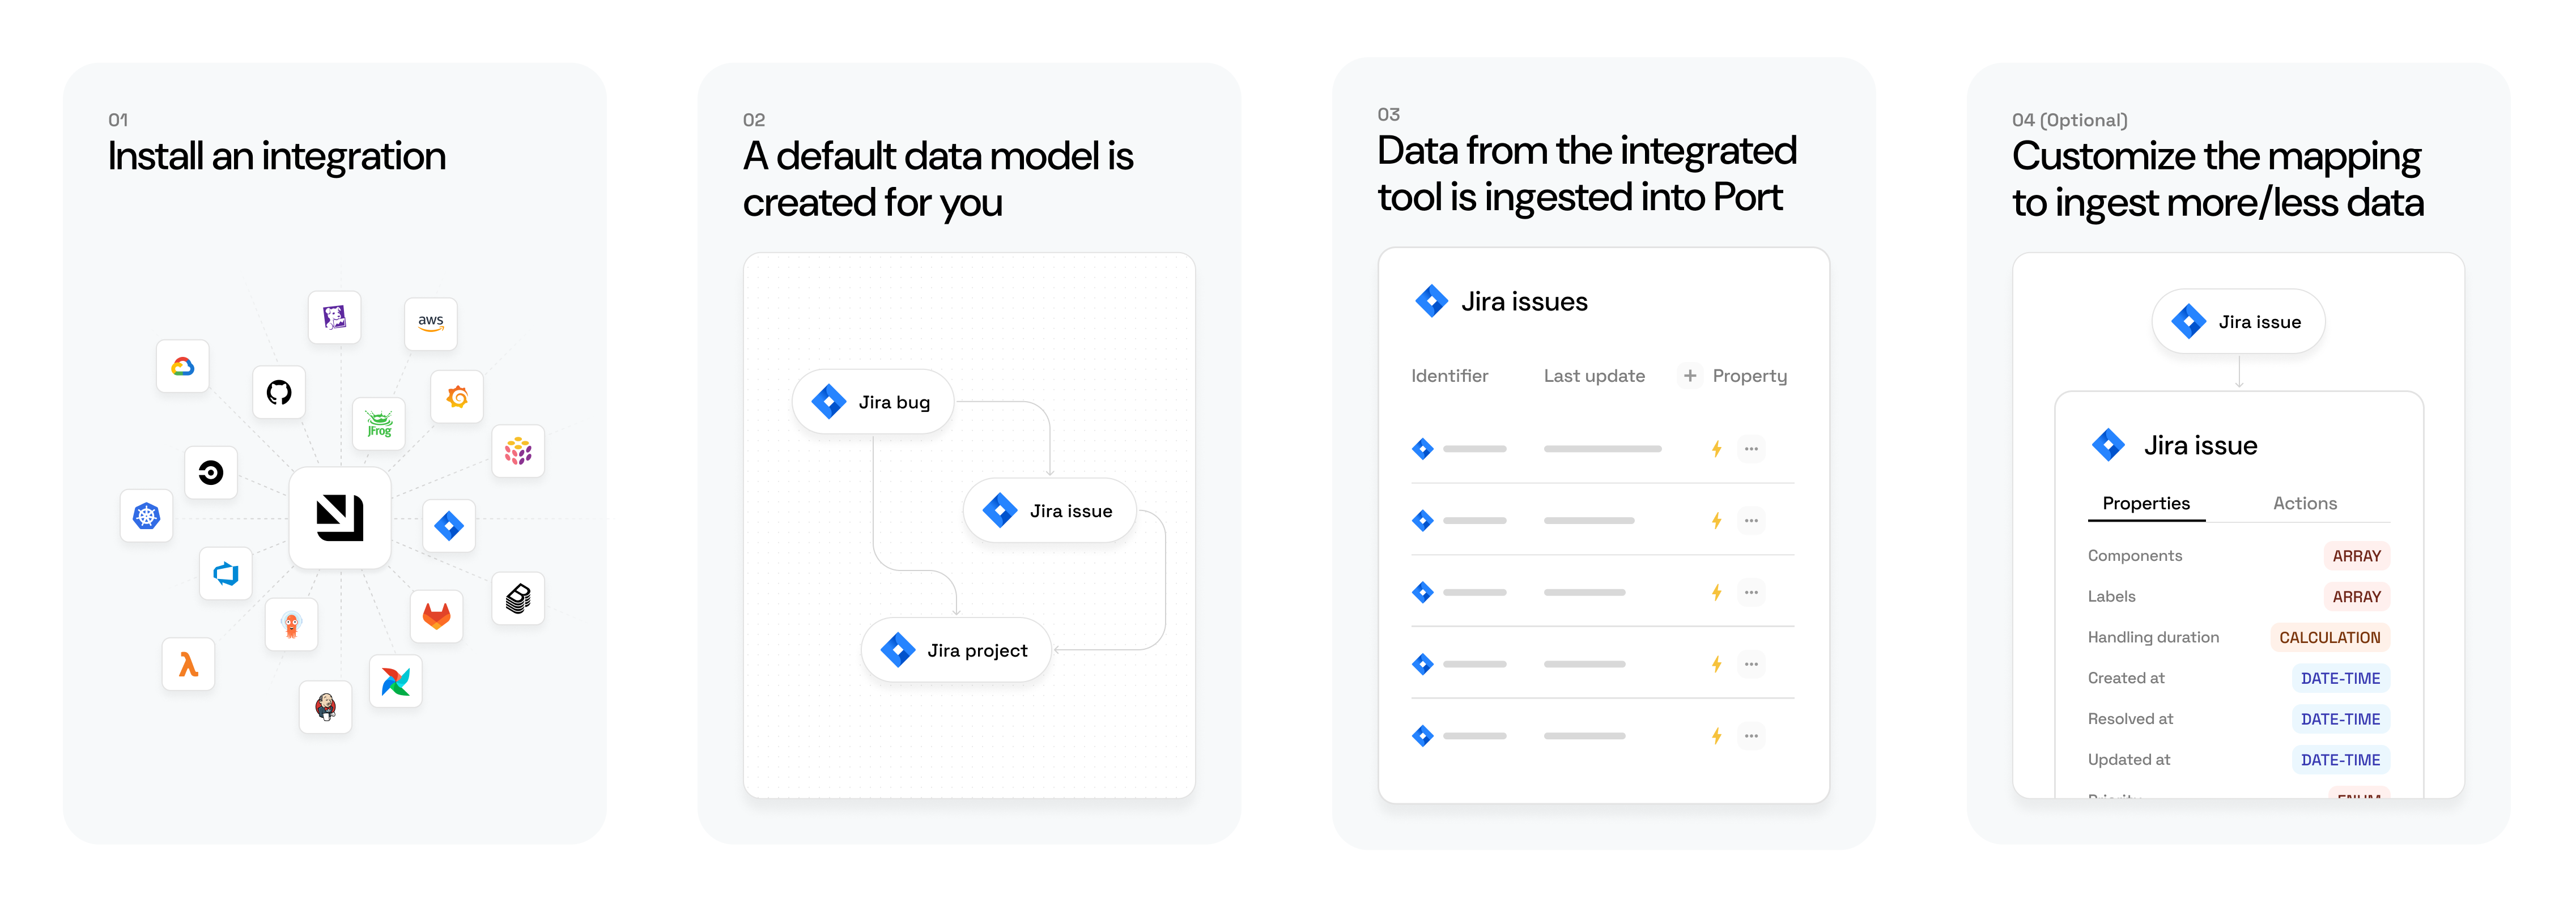 01
Install an integration
aws
JFrog
02
A default data model is
created for you
Jira bug
Jira issue
Jira project
03
Data from the integrated
tool is ingested into Port
Jira issues
Identifier Last update + Property
04 (Optional)
Customize the mapping
to ingest more/less data
Jira issue
Jira issue
Properties Actions
Components ARRAY
Labels ARRAY
Handling duration CALCULATION
Created at DATE-TIME
Resolved at DATE-TIME
Updated at DATE-TIME
Priority ENUM